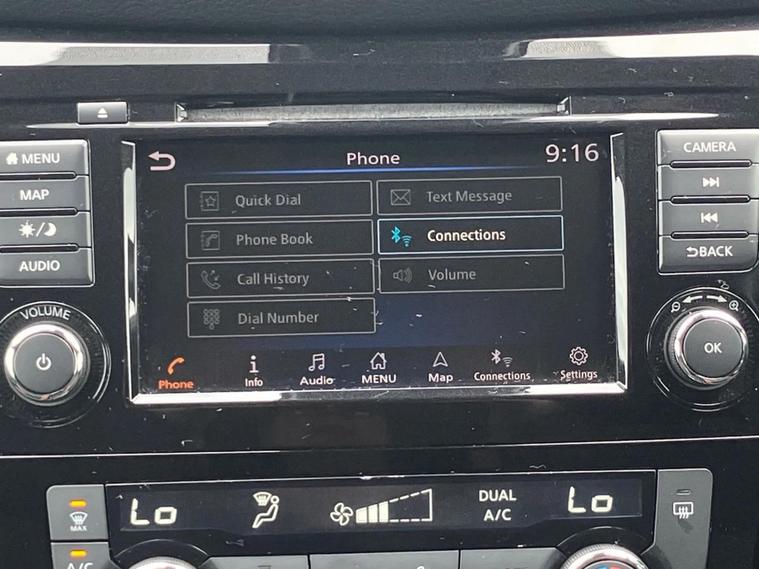 MENU
MAP
AUDIO
VOLUME
Phone
9:16
Quick Dial
Text Message
Phone Book
Connections
Call History
Volume
Dial Number
Phone
Info
Audio
MENU
Map
Connections
Settings
CAMERA
BACK
OK
MAX
A/C
Lo
DUAL
A/C
Lo